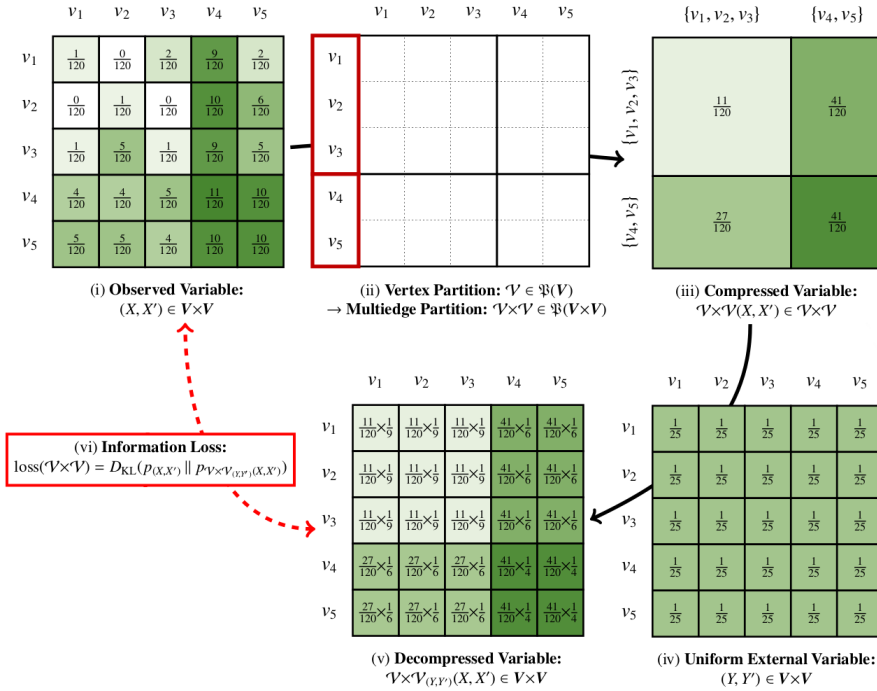 v₁ v₂ v₃ v₄ v₅
v₁ 1/120 0/120 2/120 9/120 2/120
v₂ 0/120 1/120 0/120 10/120 6/120
v₃ 1/120 5/120 1/120 9/120 5/120
v₄ 4/120 4/120 5/120 11/120 10/120
v₅ 5/120 5/120 4/120 10/120 10/120
(i) Observed Variable:
(X, X′) ∈ V×V
v₁ v₂ v₃ v₄ v₅
v₁
v₂
v₃
v₄
v₅
(ii) Vertex Partition: 𝒱 ∈ 𝔓(V)
→ Multiedge Partition: 𝒱×𝒱 ∈ 𝔓(V×V)
{v₁, v₂, v₃} {v₄, v₅}
{v₁, v₂, v₃} 11/120 41/120
{v₄, v₅} 27/120 41/120
(iii) Compressed Variable:
𝒱×𝒱(X, X′) ∈ 𝒱×𝒱
(vi) Information Loss:
loss(𝒱×𝒱) = D_KL(p_(X,X′) || p_𝒱×𝒱_(Y,Y′)(X,X′))
v₁ v₂ v₃ v₄ v₅
v₁ 11/120×1/9 11/120×1/9 11/120×1/9 41/120×1/6 41/120×1/6
v₂ 11/120×1/9 11/120×1/9 11/120×1/9 41/120×1/6 41/120×1/6
v₃ 11/120×1/9 11/120×1/9 11/120×1/9 41/120×1/6 41/120×1/6
v₄ 27/120×1/6 27/120×1/6 27/120×1/6 41/120×1/4 41/120×1/4
v₅ 27/120×1/6 27/120×1/6 27/120×1/6 41/120×1/4 41/120×1/4
(v) Decompressed Variable:
𝒱×𝒱_(Y,Y′)(X, X′) ∈ V×V
v₁ v₂ v₃ v₄ v₅
v₁ 1/25 1/25 1/25 1/25 1/25
v₂ 1/25 1/25 1/25 1/25 1/25
v₃ 1/25 1/25 1/25 1/25 1/25
v₄ 1/25 1/25 1/25 1/25 1/25
v₅ 1/25 1/25 1/25 1/25 1/25
(iv) Uniform External Variable:
(Y, Y′) ∈ V×V